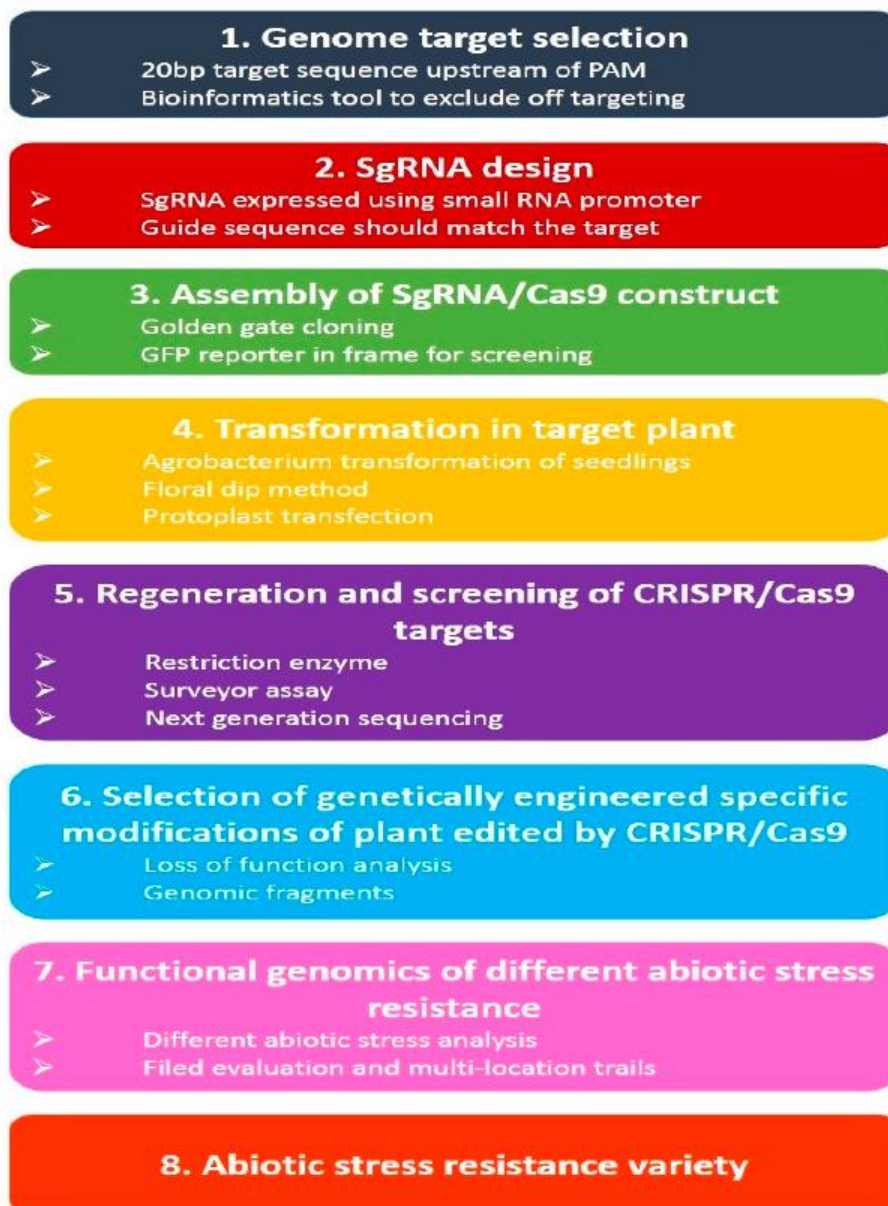 1. Genome target selection
➢ 20bp target sequence upstream of PAM
➢ Bioinformatics tool to exclude off targeting
2. SgRNA design
➢ SgRNA expressed using small RNA promoter
➢ Guide sequence should match the target
3. Assembly of SgRNA/Cas9 construct
➢ Golden gate cloning
➢ GFP reporter in frame for screening
4. Transformation in target plant
➢ Agrobacterium transformation of seedlings
➢ Floral dip method
➢ Protoplast transfection
5. Regeneration and screening of CRISPR/Cas9
targets
➢ Restriction enzyme
➢ Surveyor assay
➢ Next generation sequencing
6. Selection of genetically engineered specific
modifications of plant edited by CRISPR/Cas9
➢ Loss of function analysis
➢ Genomic fragments
7. Functional genomics of different abiotic stress
resistance
➢ Different abiotic stress analysis
➢ Filed evaluation and multi-location trails
8. Abiotic stress resistance variety